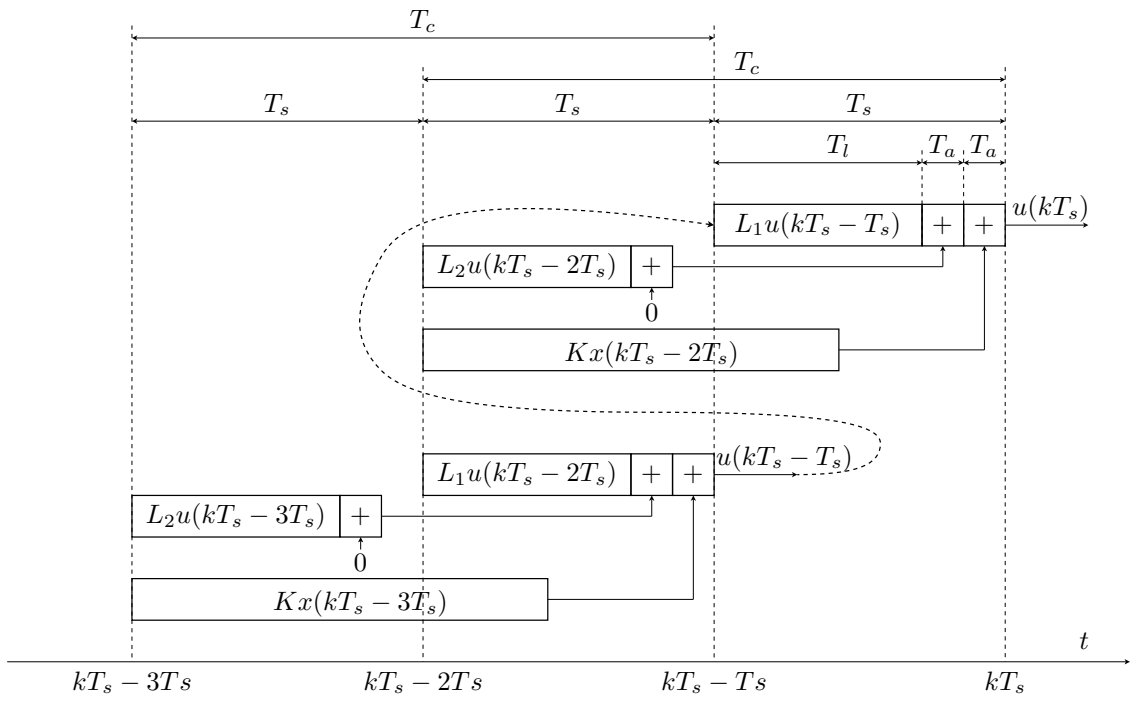 T_c
T_c
T_s T_s T_s
T_l T_a T_a
L_1u(kT_s − T_s) + + u(kT_s)
L_2u(kT_s − 2T_s) +
0
Kx(kT_s − 2T_s)
L_1u(kT_s − 2T_s) + + u(kT_s − T_s)
L_2u(kT_s − 3T_s) +
0
Kx(kT_s − 3T_s)
t
kT_s − 3Ts kT_s − 2Ts kT_s − Ts kT_s